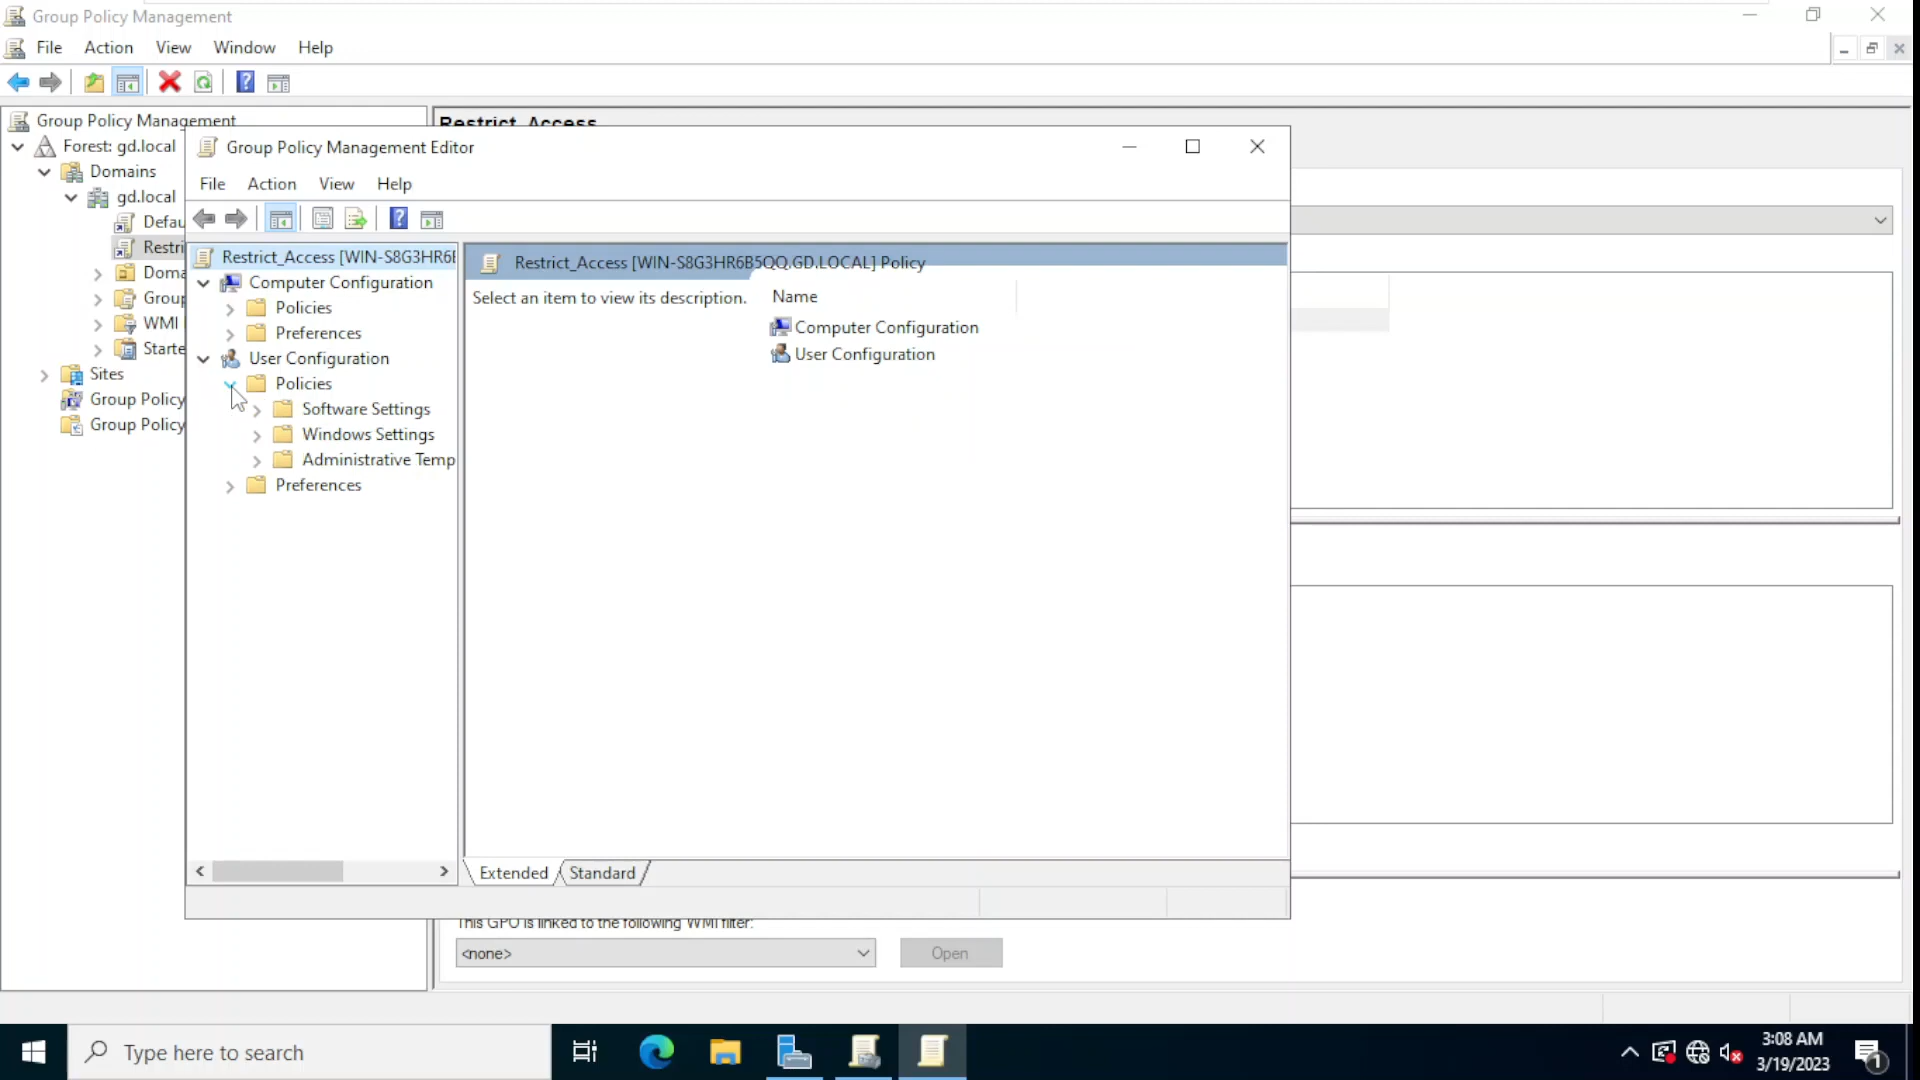 Group Policy Management
File Action View Window Help
Group Policy Management
Forest: gd.local
Domains
gd.local
Defau
Restri
Doma
Group
WMI
Starte
Sites
Group Policy
Group Policy
Restrict_Access
Group Policy Management Editor
File Action View Help
Restrict_Access [WIN-S8G3HR6B
Computer Configuration
Policies
Preferences
User Configuration
Policies
Software Settings
Windows Settings
Administrative Temp
Preferences
Restrict_Access [WIN-S8G3HR6B5QQ.GD.LOCAL] Policy
Select an item to view its description.
Name
Computer Configuration
User Configuration
Extended Standard
This GPO is linked to the following WMI filter:
<none>
Open
Type here to search
3:08 AM
3/19/2023
1